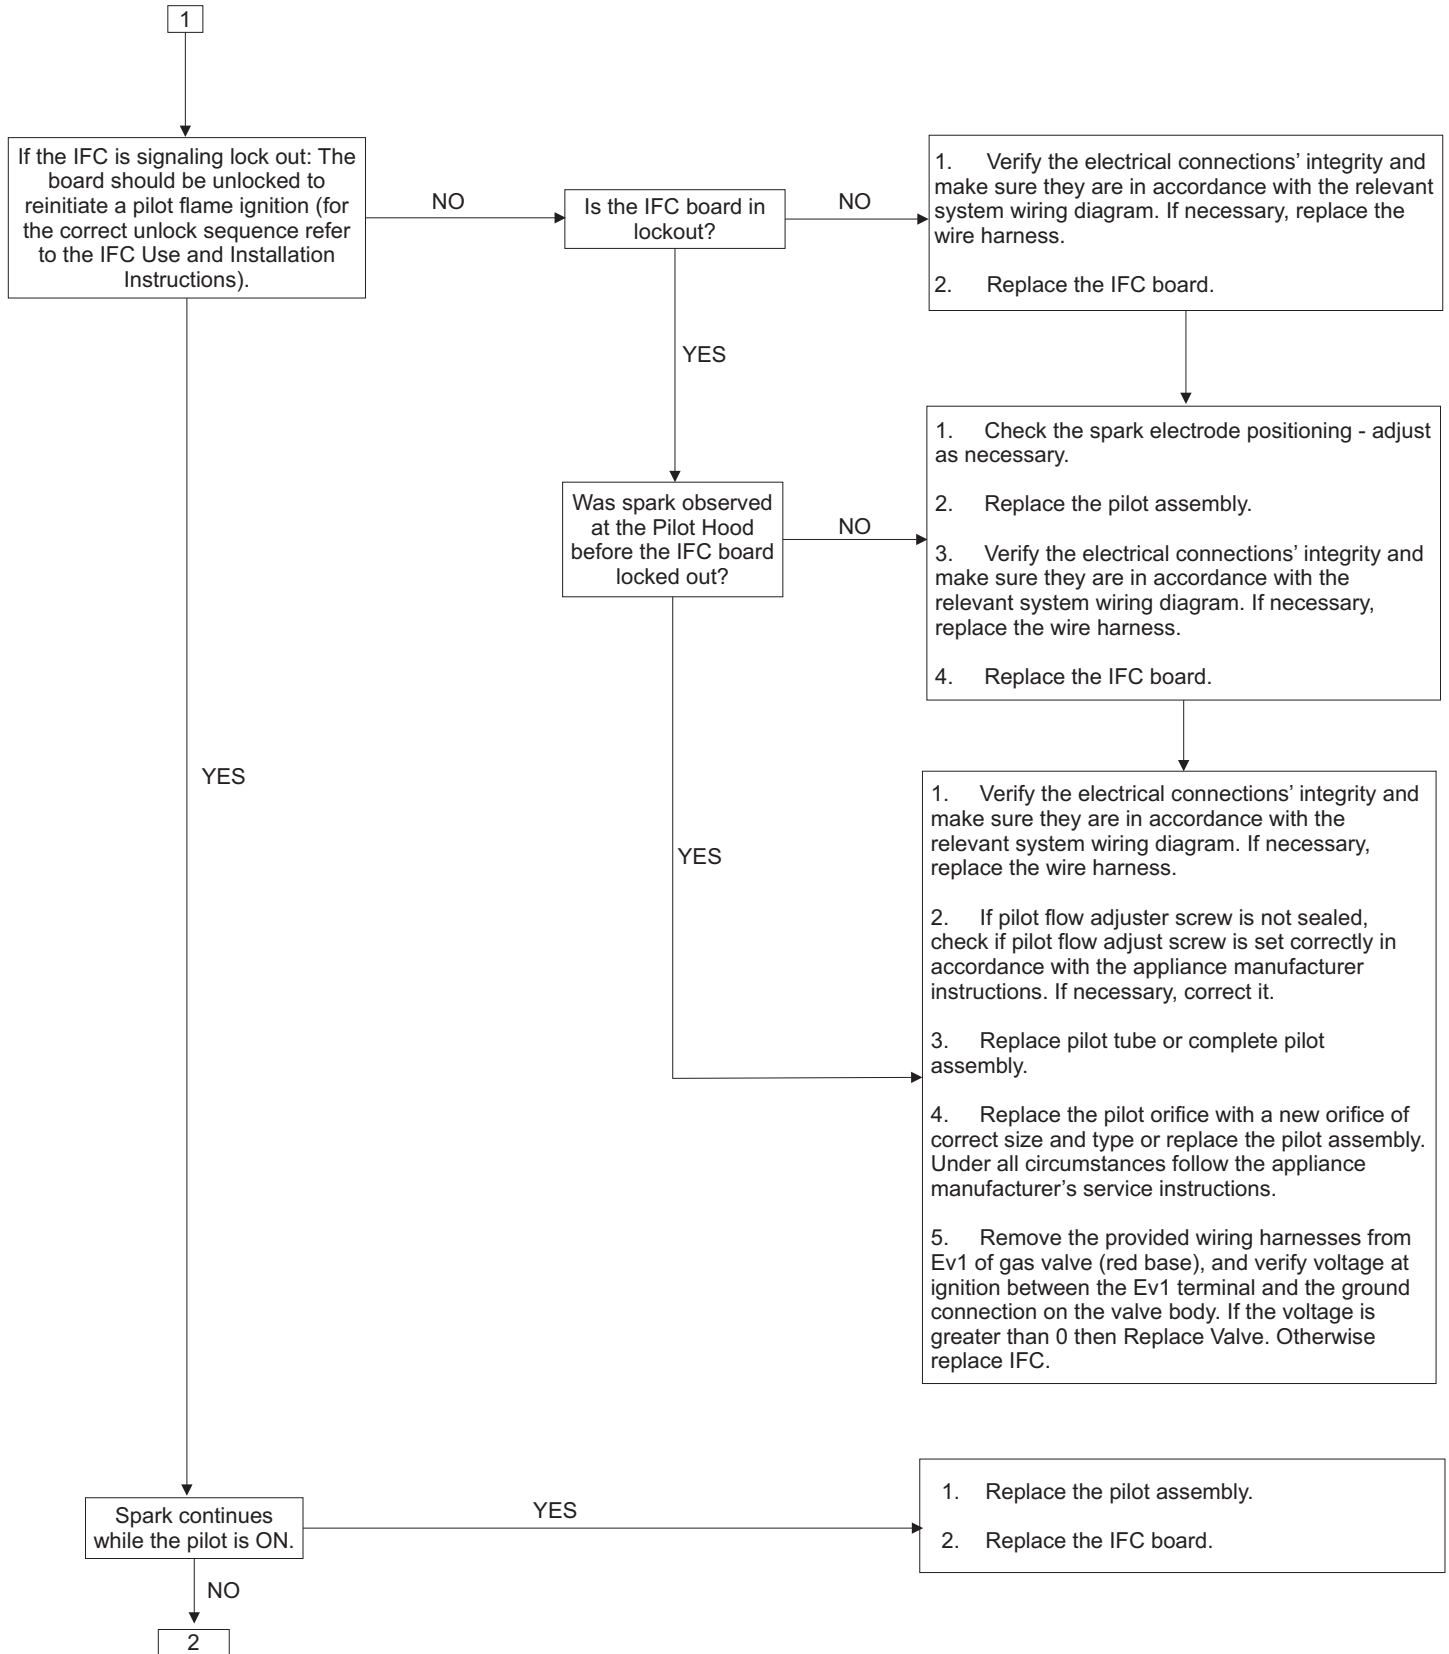 1
If the IFC is signaling lock out: The
board should be unlocked to
reinitiate a pilot flame ignition (for
the correct unlock sequence refer
to the IFC Use and Installation
Instructions).
NO
Is the IFC board in
lockout?
NO
1. Verify the electrical connections' integrity and
make sure they are in accordance with the relevant
system wiring diagram. If necessary, replace the
wire harness.
2. Replace the IFC board.
YES
Was spark observed
at the Pilot Hood
before the IFC board
locked out?
NO
1. Check the spark electrode positioning - adjust
as necessary.
2. Replace the pilot assembly.
3. Verify the electrical connections' integrity and
make sure they are in accordance with the
relevant system wiring diagram. If necessary,
replace the wire harness.
4. Replace the IFC board.
YES
YES
1. Verify the electrical connections' integrity and
make sure they are in accordance with the
relevant system wiring diagram. If necessary,
replace the wire harness.
2. If pilot flow adjuster screw is not sealed,
check if pilot flow adjust screw is set correctly in
accordance with the appliance manufacturer
instructions. If necessary, correct it.
3. Replace pilot tube or complete pilot
assembly.
4. Replace the pilot orifice with a new orifice of
correct size and type or replace the pilot assembly.
Under all circumstances follow the appliance
manufacturer's service instructions.
5. Remove the provided wiring harnesses from
Ev1 of gas valve (red base), and verify voltage at
ignition between the Ev1 terminal and the ground
connection on the valve body. If the voltage is
greater than 0 then Replace Valve. Otherwise
replace IFC.
Spark continues
while the pilot is ON.
YES
1. Replace the pilot assembly.
2. Replace the IFC board.
NO
2